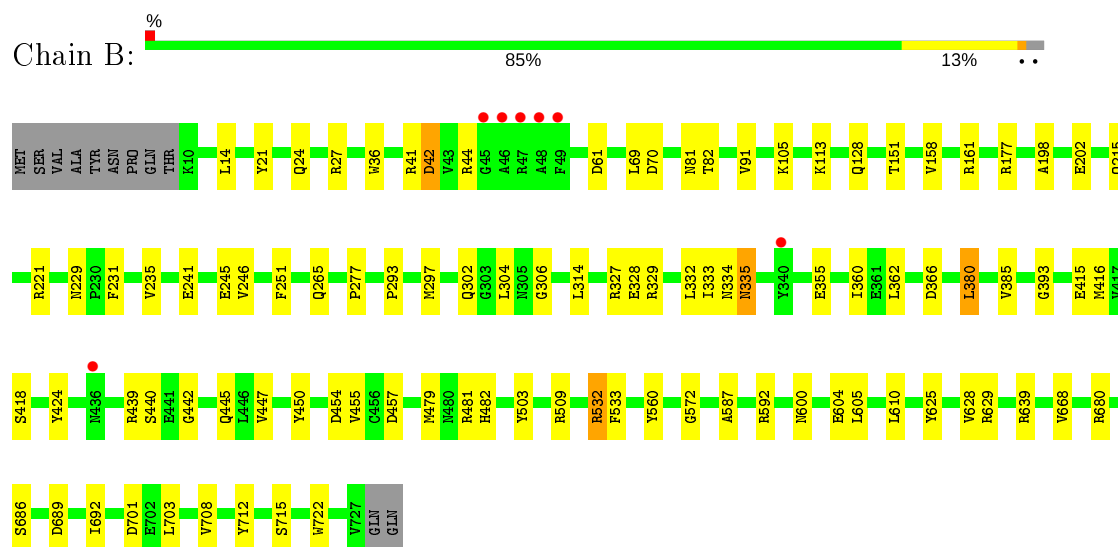 %
Chain B:
85% 13% • •
MET SER VAL ALA TYR ASN PRO GLN THR K10 L14 Y21 Q24 R27 W36 R41 D42 V43 R44 G45 A46 R47 A48 F49 D61 L69 D70 N81 T82 V91 K105 K113 Q128 T151 V158 R161 R177 A198 E202 Q215
R221 N229 P230 F231 V235 E241 E245 V246 F251 Q265 P277 P293 M297 Q302 G303 L304 N305 G306 L314 R327 E328 R329 L332 I333 N334 N335 Y340 E355 I360 E361 L362 D366 L380 V385 G393 E415 M416 V417
S418 Y424 N436 R439 S440 E441 G442 Q445 L446 V447 Y450 D454 V455 C456 D457 M479 N480 R481 H482 Y503 R509 R532 F533 Y560 G572 A587 R592 N600 E604 L605 L610 Y625 V628 R629 R639 V668 R680
S686 D689 I692 D701 E702 L703 V708 Y712 S715 W722 V727 GLN GLN